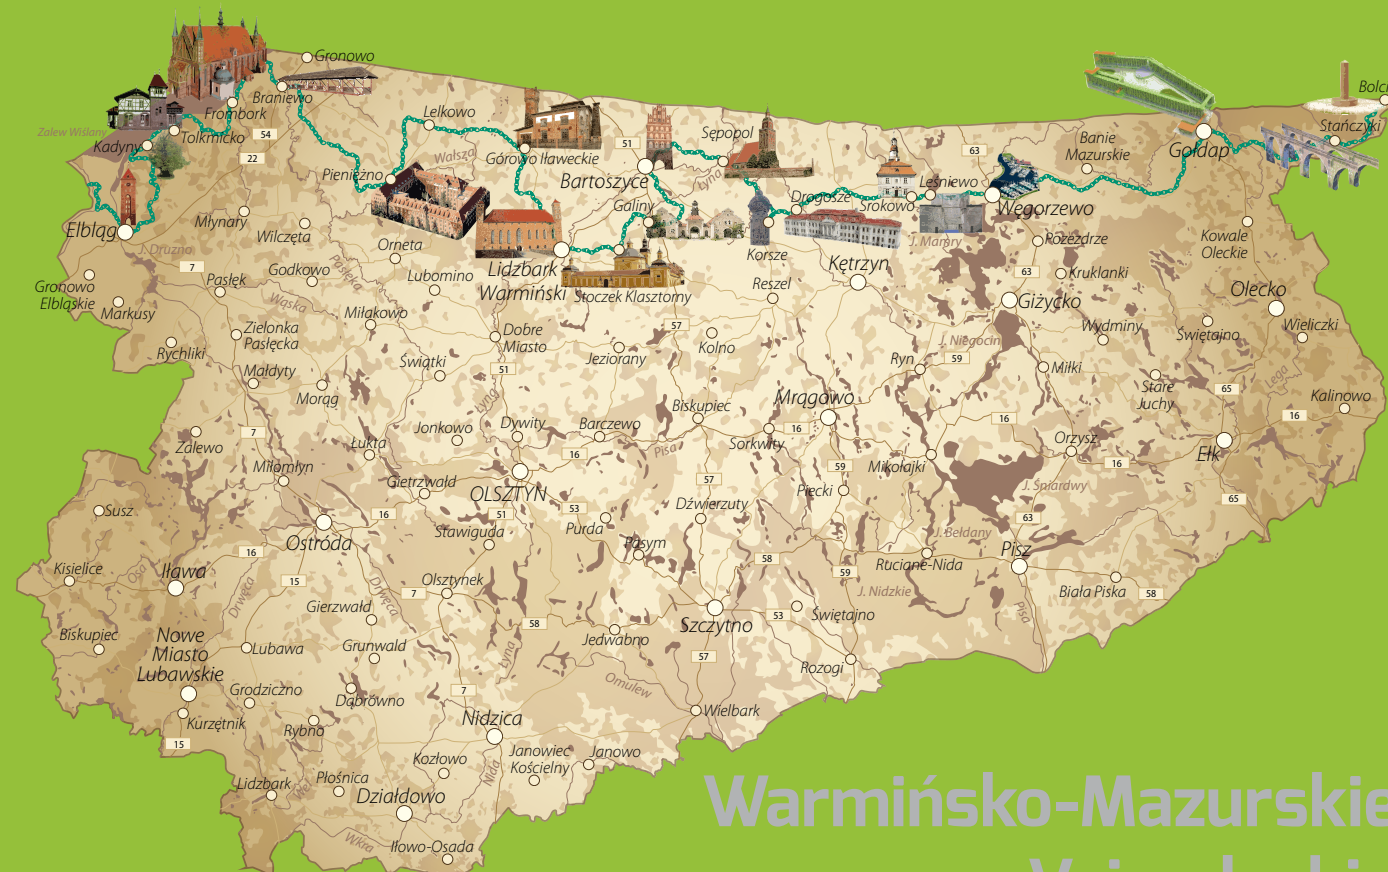 Gronowo
Braniewo
Frombork
Zalew Wiślany
Tolkmicko
Kadyny
54
22
Lelkowo
Górowo Iławeckie
51
Sępopol
Bartoszyce
Wałsza
Pieniężno
Łyna
63
Banie
Mazurskie
Gołdap
Stańczyki
Elbląg
Młynary
Wilczęta
J. Druzno
7
Orneta
Lidzbark
Warmiński
Galiny
Stoczek Klasztorny
Korsze
Drogosze
Srokowo
Leśniewo
Węgorzewo
J. Mamry
Pozezdrze
Kowale
Oleckie
Gronowo
Elbląskie
Markusy
Pasłęk
Godkowo
Pasłęka
Wąska
Lubomino
Miłakowo
Reszel
Kętrzyn
63
Kruklanki
Giżycko
Olecko
Wieliczki
Świętajno
Wydminy
Zielonka
Pasłęcka
Rychliki
Dobre
Miasto
57
Jeziorany
Kolno
J. Niegocin
59
Ryn
Miłki
Świątki
51
Małdyty
Morąg
Łyna
Stare
Juchy
65
Lega
Kalinowo
16
Mrągowo
Biskupiec
Barczewo
Sorkwity
16
16
Zalewo
7
Łukta
Jonkowo
Dywity
16
Pisa
Orzysz
16
Ełk
Miłomłyn
Gietrzwałd
OLSZTYN
57
59
Mikołajki
Piecki
J. Śniardwy
65
Susz
Ostróda
16
51
53
Stawiguda
Purda
Dźwierzuty
63
J. Bełdany
Pasym
58
Pisz
Ruciane-Nida
16
Kisielice
Osa
Iława
15
Drwęca
Drwęca
Olsztynek
7
59
J. Nidzkie
Biała Piska
58
Gierzwałd
Szczytno
53
Świętajno
Pisa
Biskupiec
Nowe
Miasto
Lubawskie
Lubawa
Grunwald
58
Jedwabno
Łyna
57
Rozogi
Omulew
Grodziczno
Dąbrówno
7
Kurzętnik
Rybno
Nidzica
Wielbark
15
Kozłowo
Janowiec
Kościelny
Janowo
Lidzbark
Wel
Płośnica
Nida
Działdowo
Wkra
Iłowo-Osada
Warmińsko-Mazurskie